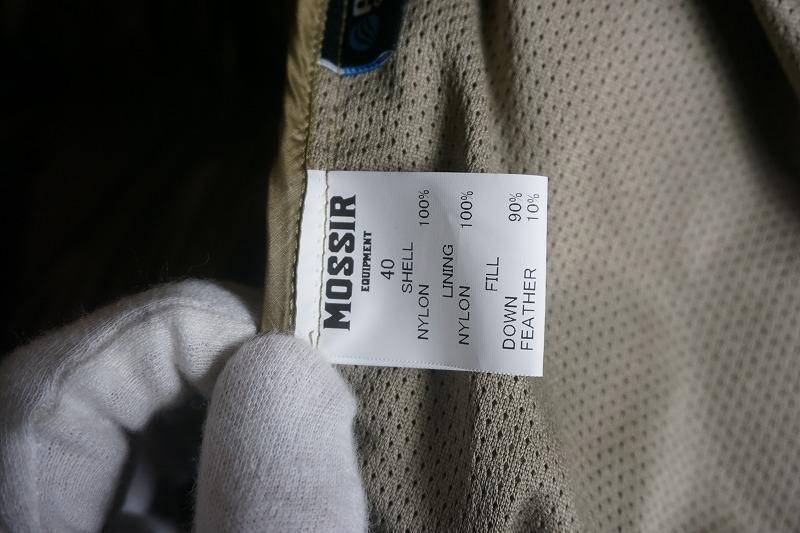 MOSSIR
EQUIPMENT
40
SHELL
NYLON 100%
LINING
NYLON 100%
FILL
DOWN 90%
FEATHER 10%